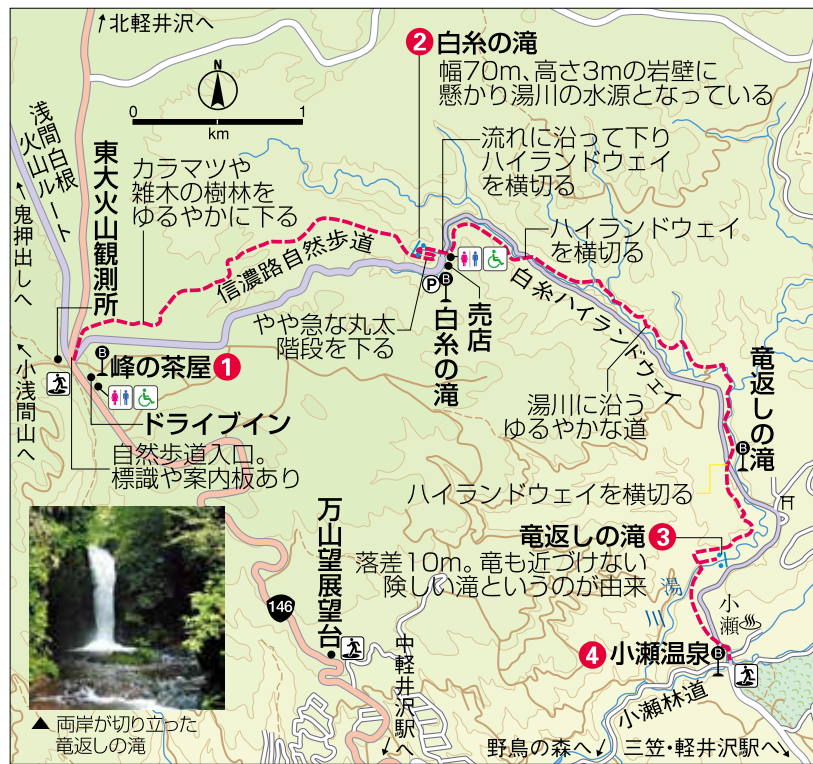 ↑北軽井沢へ
N
0 1
km
浅間白根
火山ルート
↑鬼押出しへ
東大火山観測所
カラマツや
雑木の樹林を
ゆるやかに下る
❷白糸の滝
幅70m、高さ3mの岩壁に
懸かり湯川の水源となっている
流れに沿って下り
ハイランドウェイ
を横切る
ハイランドウェイ
を横切る
信濃路自然歩道
やや急な丸太
階段を下る
P
B
白糸の滝
売店
白糸ハイランドウェイ
↑小浅間山へ
B
峰の茶屋❶
ドライブイン
自然歩道入口。
標識や案内板あり
湯川に沿う
ゆるやかな道
竜返しの滝
B
ハイランドウェイを横切る
竜返しの滝❸
落差10m。竜も近づけない
険しい滝というのが由来
湯川
小瀬
万山望展望台
146
中軽井沢駅へ
❹小瀬温泉
B
小瀬林道
野鳥の森へ
三笠・軽井沢駅へ
▲ 両岸が切り立った
竜返しの滝